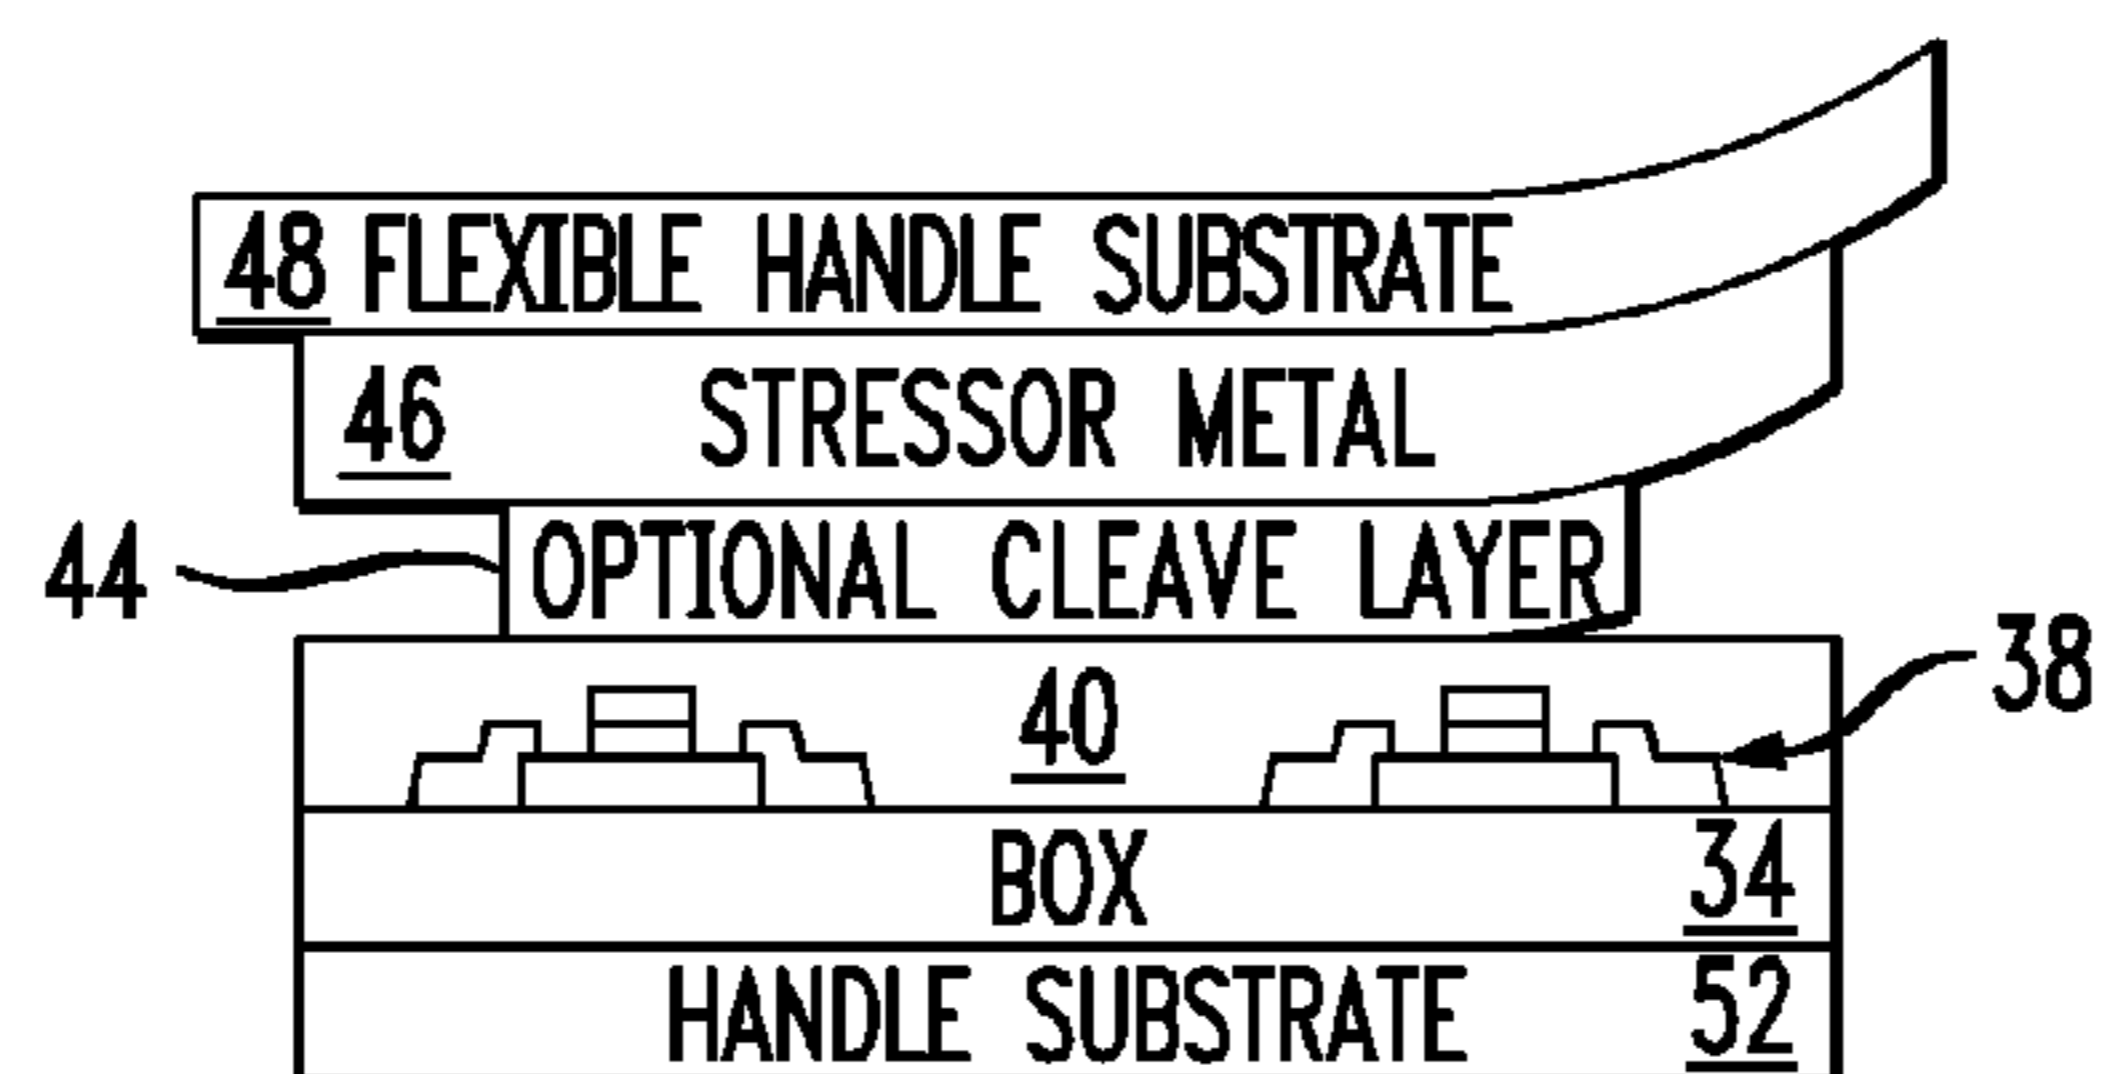 48 FLEXIBLE HANDLE SUBSTRATE
46 STRESSOR METAL
44 OPTIONAL CLEAVE LAYER
38
40
BOX 34
HANDLE SUBSTRATE 52